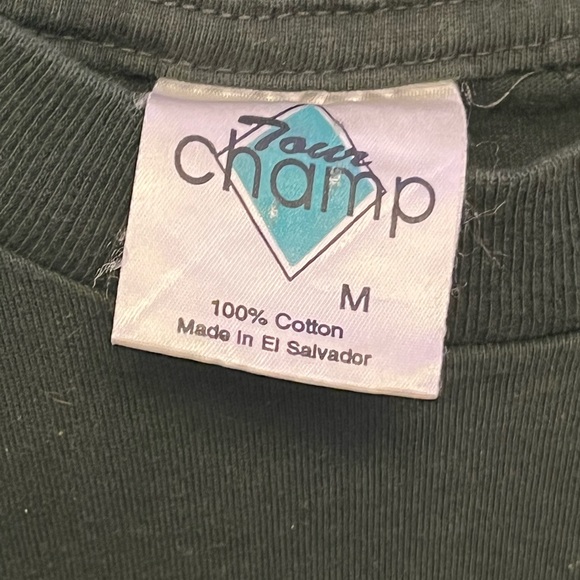 Tour
champ
M
100% Cotton
Made in El Salvador